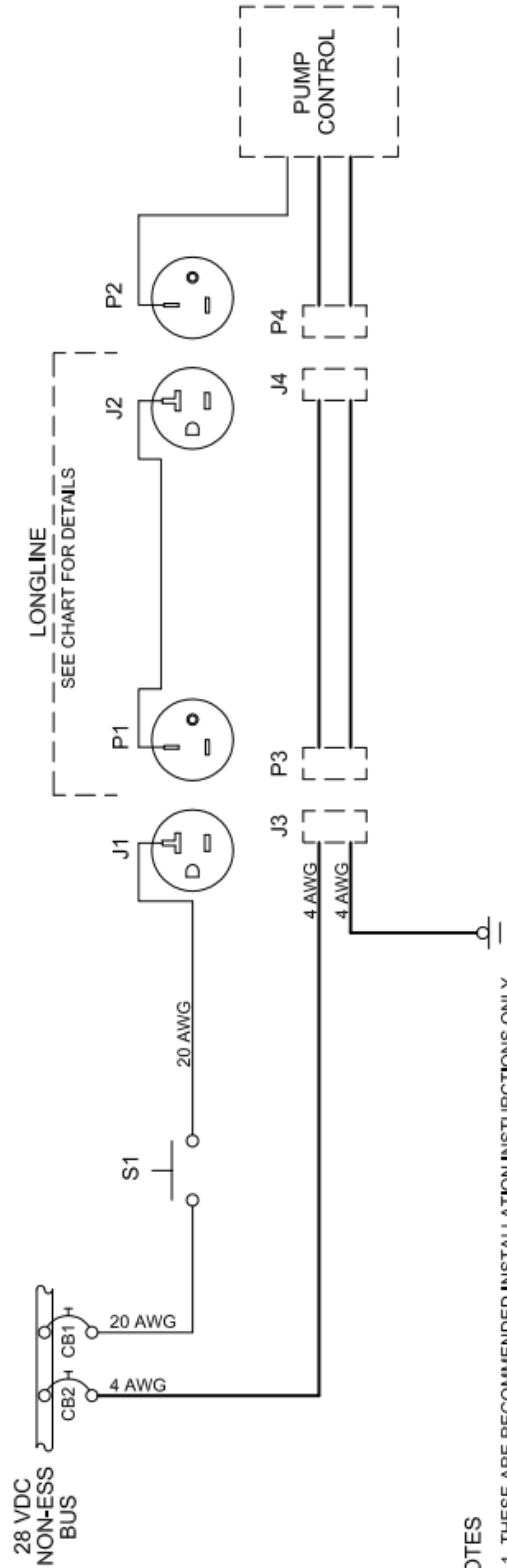 28 VDC
NON-ESS
BUS
CB2
CB1
4 AWG
20 AWG
S1
20 AWG
J1
P1
LONGLINE
SEE CHART FOR DETAILS
J2
P2
PUMP
CONTROL
4 AWG
4 AWG
J3
P3
J4
P4
OTES
1. THESE ARE RECOMMENDED INSTALLATION INSTURCTIONS ONLY